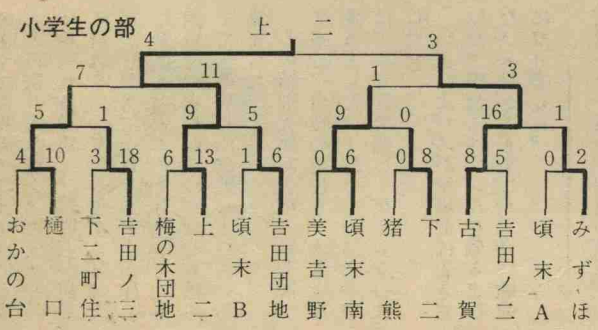 小学生の部
上二
4 3
7 11 1 3
5 1 9 5 9 0 16 1
4 10 3 18 6 13 1 6 0 6 0 8 8 5 0 2
おかの台
樋口
下二町住
吉田ノ三
梅の木団地
上二
頃末B
吉田団地
美吉野
頃末南
猪熊
下二
古賀
吉田ノ二
頃末A
みずほ